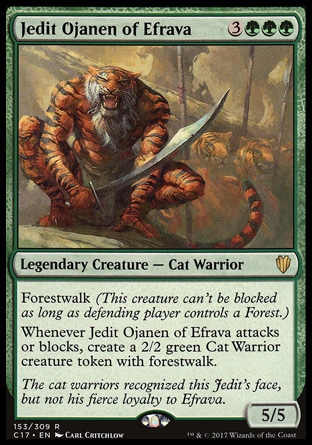 Jedit Ojanen of Efrava 3
Legendary Creature — Cat Warrior
Forestwalk (This creature can't be blocked
as long as defending player controls a Forest.)
Whenever Jedit Ojanen of Efrava attacks
or blocks, create a 2/2 green Cat Warrior
creature token with forestwalk.
The cat warriors recognized this Jedit's face,
but not his fierce loyalty to Efrava.
5/5
153/309 R
C17 • EN Carl Critchlow
™ & © 2017 Wizards of the Coast